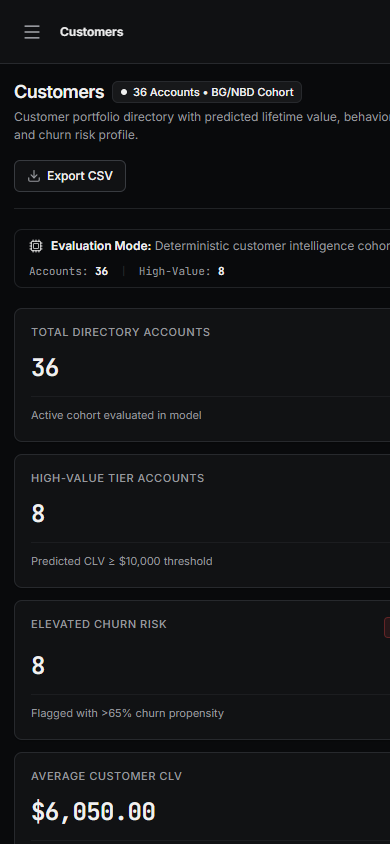 Customers
Customers
36 Accounts • BG/NBD Cohort
Customer portfolio directory with predicted lifetime value,
and churn risk profile.
Export CSV
Evaluation Mode: Deterministic customer intelligence
Accounts: 36 | High-Value: 8
TOTAL DIRECTORY ACCOUNTS
36
Active cohort evaluated in model
HIGH-VALUE TIER ACCOUNTS
8
Predicted CLV ≥ $10,000 threshold
ELEVATED CHURN RISK
8
Flagged with >65% churn propensity
AVERAGE CUSTOMER CLV
$6,050.00